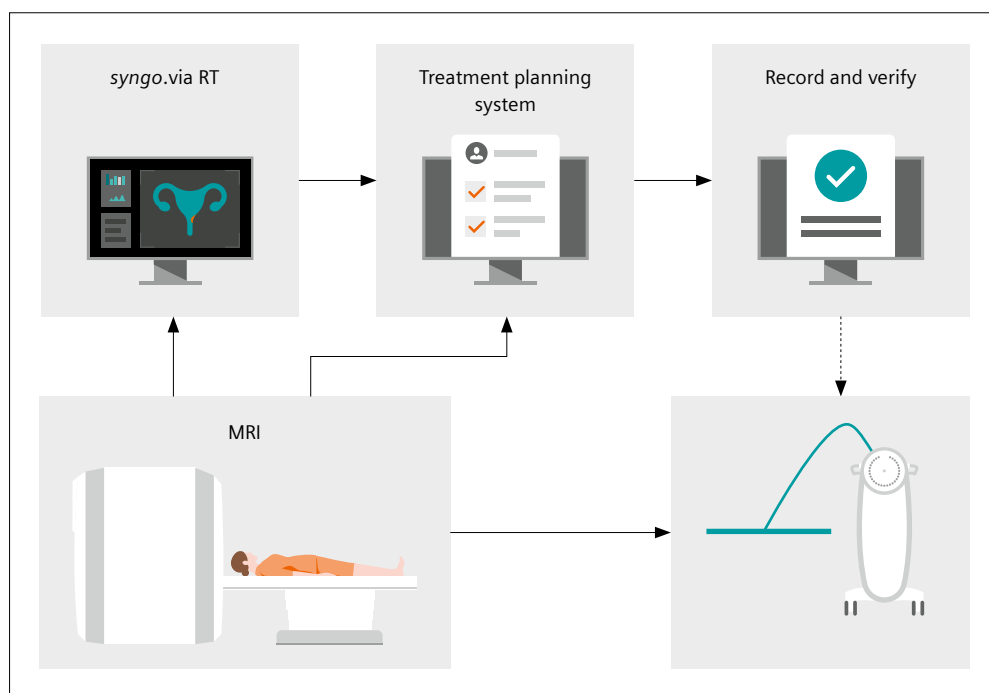 syngo.via RT
Treatment planning
system
Record and verify
MRI